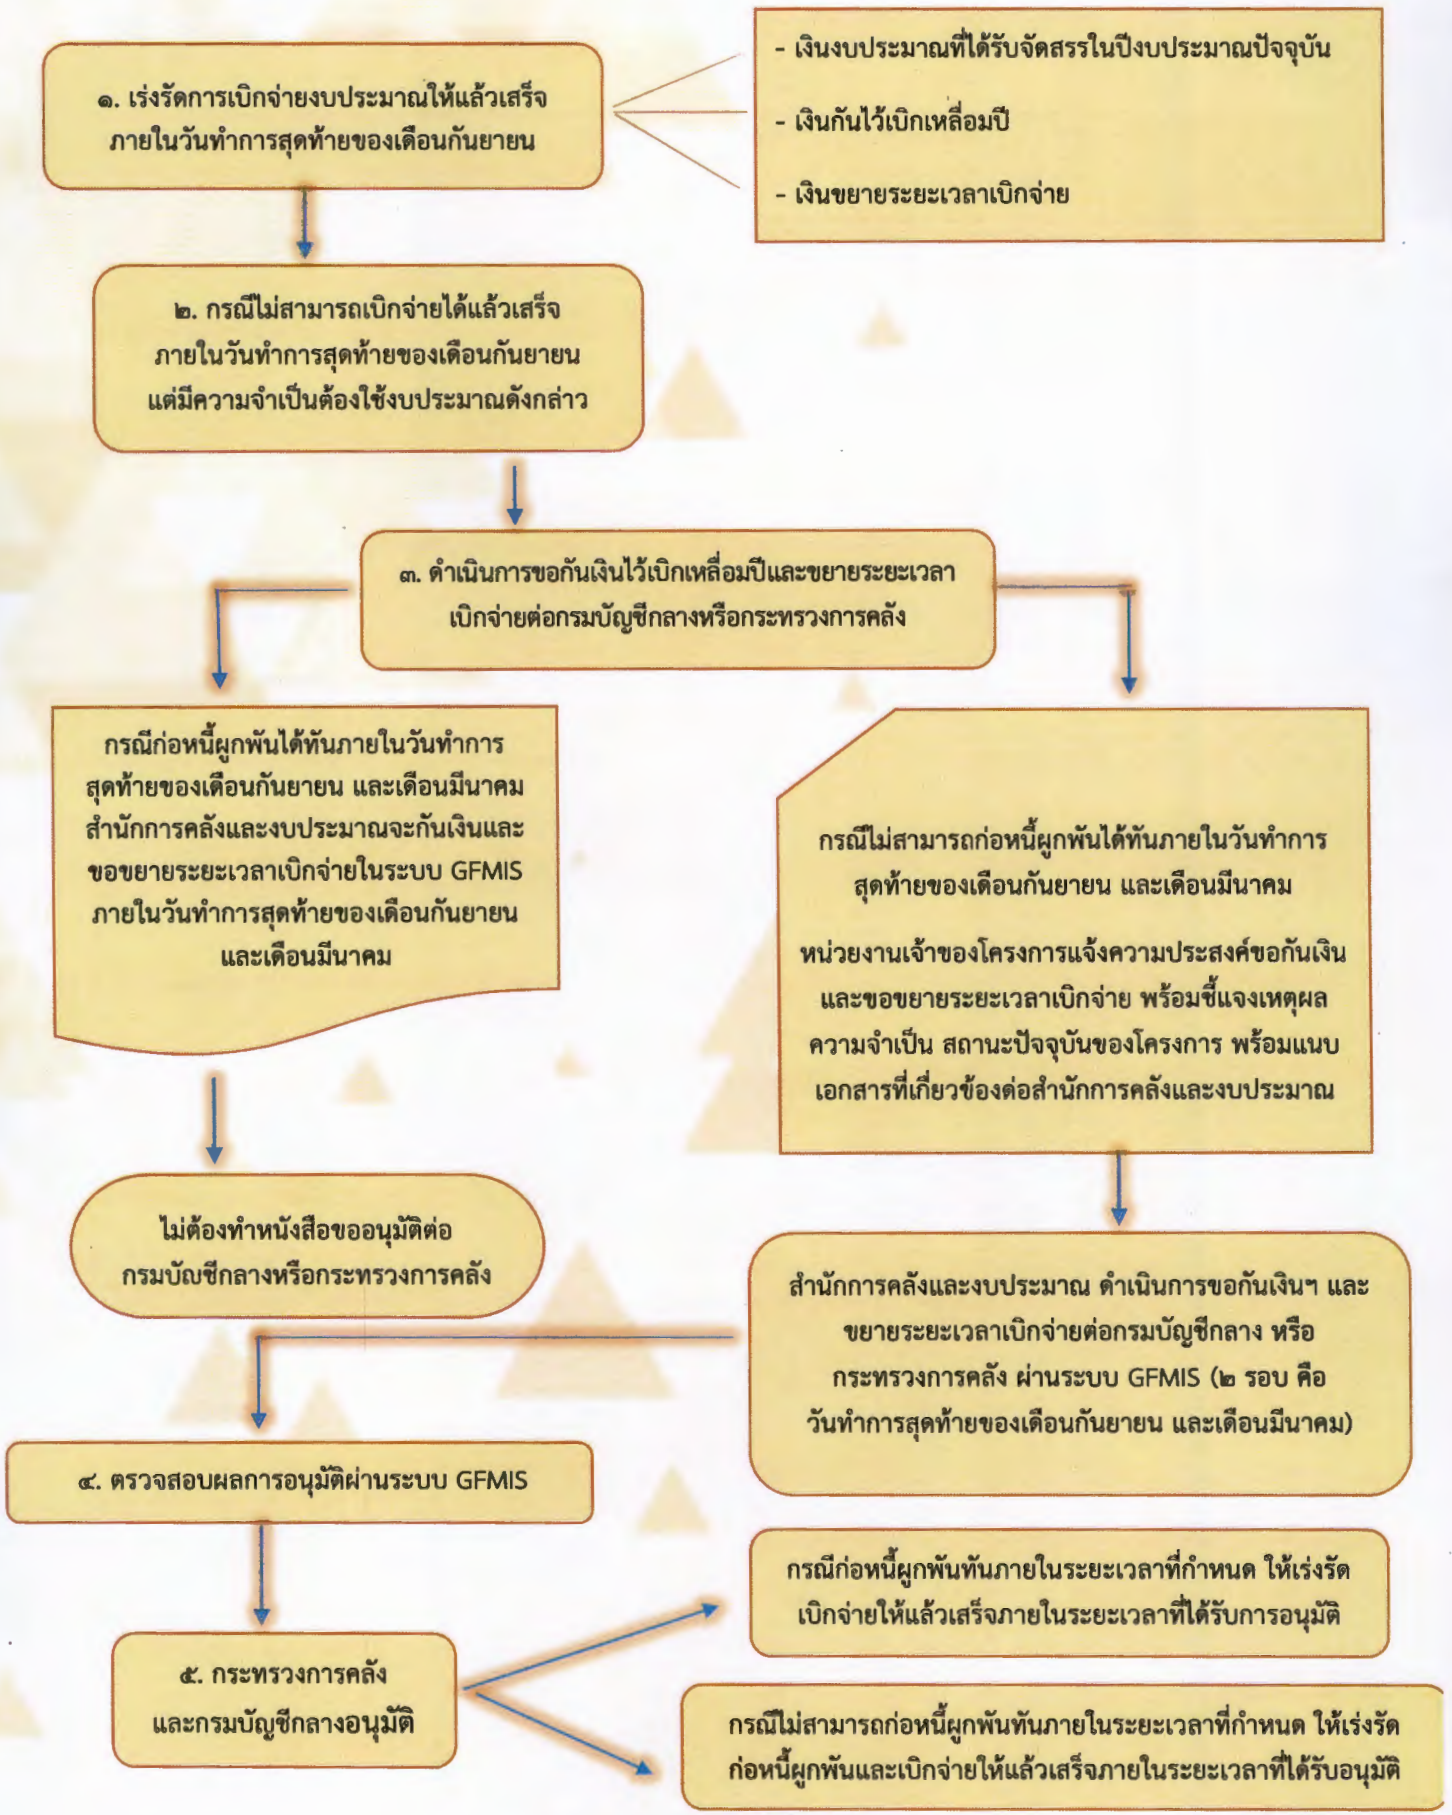 ๑. เร่งรัดการเบิกจ่ายงบประมาณให้แล้วเสร็จ
ภายในวันทำการสุดท้ายของเดือนกันยายน
- เงินงบประมาณที่ได้รับจัดสรรในปีงบประมาณปัจจุบัน
- เงินกันไว้เบิกเหลื่อมปี
- เงินขยายระยะเวลาเบิกจ่าย
๒. กรณีไม่สามารถเบิกจ่ายได้แล้วเสร็จ
ภายในวันทำการสุดท้ายของเดือนกันยายน
แต่มีความจำเป็นต้องใช้งบประมาณดังกล่าว
๓. ดำเนินการขอกันเงินไว้เบิกเหลื่อมปีและขยายระยะเวลา
เบิกจ่ายต่อกรมบัญชีกลางหรือกระทรวงการคลัง
กรณีก่อหนี้ผูกพันได้ทันภายในวันทำการ
สุดท้ายของเดือนกันยายน และเดือนมีนาคม
สำนักการคลังและงบประมาณจะกันเงินและ
ขอขยายระยะเวลาเบิกจ่ายในระบบ GFMIS
ภายในวันทำการสุดท้ายของเดือนกันยายน
และเดือนมีนาคม
กรณีไม่สามารถก่อหนี้ผูกพันได้ทันภายในวันทำการ
สุดท้ายของเดือนกันยายน และเดือนมีนาคม
หน่วยงานเจ้าของโครงการแจ้งความประสงค์ขอกันเงิน
และขอขยายระยะเวลาเบิกจ่าย พร้อมชี้แจงเหตุผล
ความจำเป็น สถานะปัจจุบันของโครงการ พร้อมแนบ
เอกสารที่เกี่ยวข้องต่อสำนักการคลังและงบประมาณ
ไม่ต้องทำหนังสือขออนุมัติต่อ
กรมบัญชีกลางหรือกระทรวงการคลัง
สำนักการคลังและงบประมาณ ดำเนินการขอกันเงินฯ และ
ขยายระยะเวลาเบิกจ่ายต่อกรมบัญชีกลาง หรือ
กระทรวงการคลัง ผ่านระบบ GFMIS (๒ รอบ คือ
วันทำการสุดท้ายของเดือนกันยายน และเดือนมีนาคม)
๔. ตรวจสอบผลการอนุมัติผ่านระบบ GFMIS
๕. กระทรวงการคลัง
และกรมบัญชีกลางอนุมัติ
กรณีก่อหนี้ผูกพันทันภายในระยะเวลาที่กำหนด ให้เร่งรัด
เบิกจ่ายให้แล้วเสร็จภายในระยะเวลาที่ได้รับการอนุมัติ
กรณีไม่สามารถก่อหนี้ผูกพันทันภายในระยะเวลาที่กำหนด ให้เร่งรัด
ก่อหนี้ผูกพันและเบิกจ่ายให้แล้วเสร็จภายในระยะเวลาที่ได้รับอนุมัติ